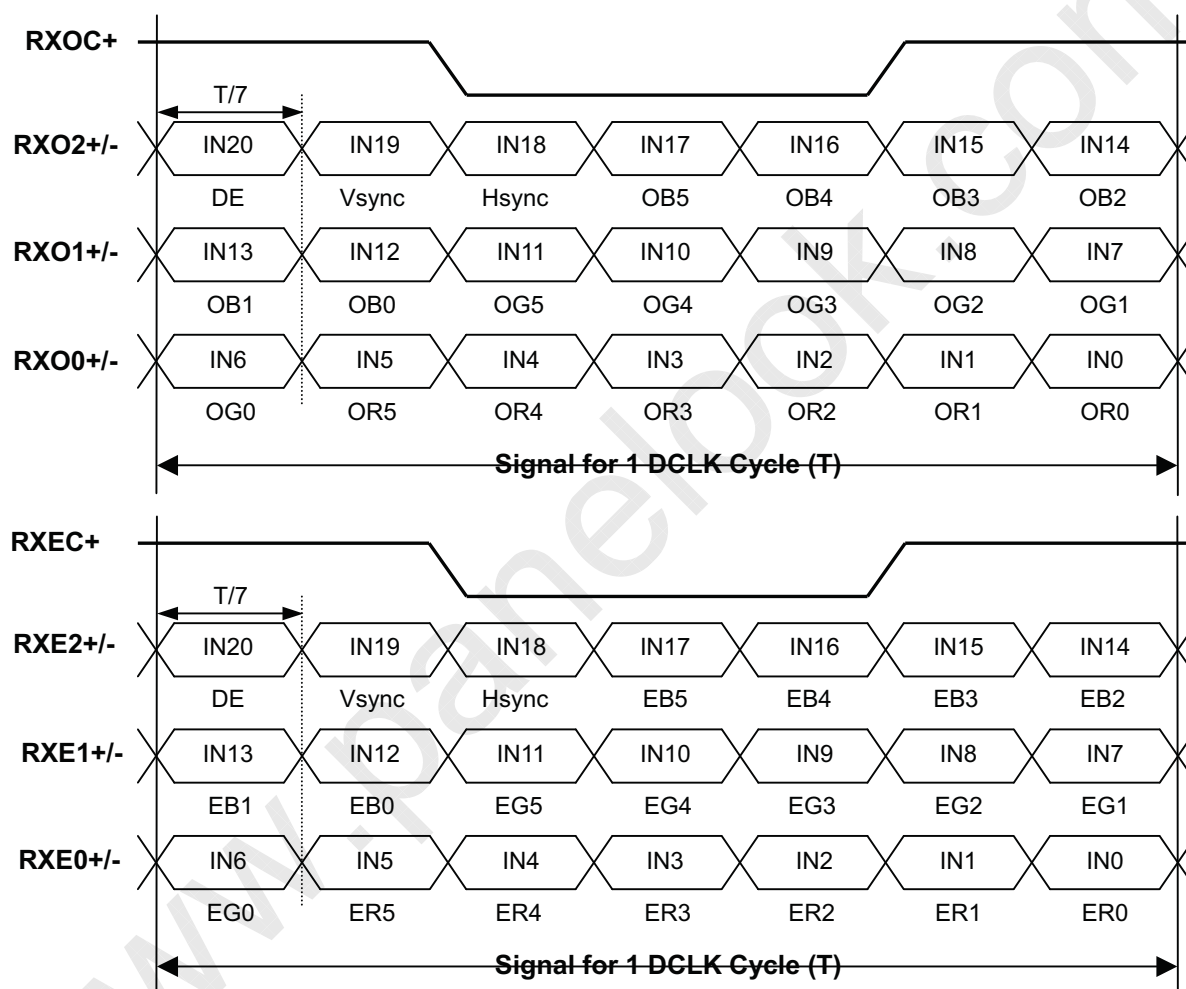 RXOC+
T/7
RXO2+/- IN20 IN19 IN18 IN17 IN16 IN15 IN14
DE Vsync Hsync OB5 OB4 OB3 OB2
RXO1+/- IN13 IN12 IN11 IN10 IN9 IN8 IN7
OB1 OB0 OG5 OG4 OG3 OG2 OG1
RXO0+/- IN6 IN5 IN4 IN3 IN2 IN1 IN0
OG0 OR5 OR4 OR3 OR2 OR1 OR0
Signal for 1 DCLK Cycle (T)
RXEC+
T/7
RXE2+/- IN20 IN19 IN18 IN17 IN16 IN15 IN14
DE Vsync Hsync EB5 EB4 EB3 EB2
RXE1+/- IN13 IN12 IN11 IN10 IN9 IN8 IN7
EB1 EB0 EG5 EG4 EG3 EG2 EG1
RXE0+/- IN6 IN5 IN4 IN3 IN2 IN1 IN0
EG0 ER5 ER4 ER3 ER2 ER1 ER0
Signal for 1 DCLK Cycle (T)
www.panelook.com